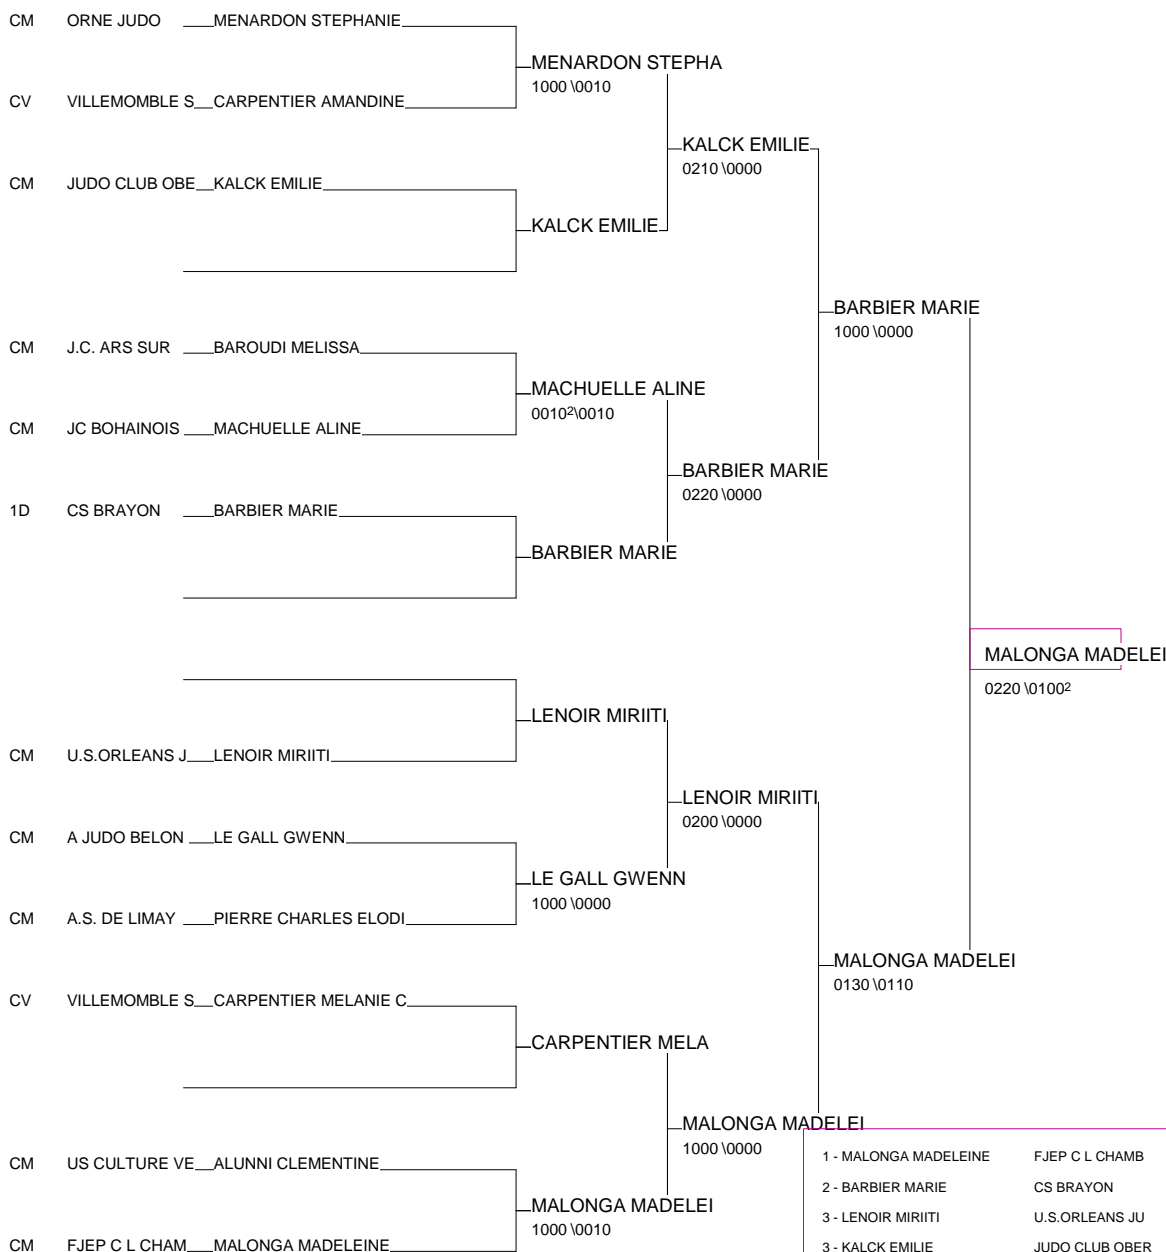 CM ORNE JUDO MENARDON STEPHANIE
MENARDON STEPHA
1000 \0010
CV VILLEMOMBLE S CARPENTIER AMANDINE
KALCK EMILIE
0210 \0000
CM JUDO CLUB OBE KALCK EMILIE
KALCK EMILIE
BARBIER MARIE
1000 \0000
CM J.C. ARS SUR BAROUDI MELISSA
MACHUELLE ALINE
0010² \0010
CM JC BOHAINOIS MACHUELLE ALINE
BARBIER MARIE
0220 \0000
1D CS BRAYON BARBIER MARIE
BARBIER MARIE
MALONGA MADELEI
0220 \0100²
LENOIR MIRIITI
CM U.S.ORLEANS J LENOIR MIRIITI
LENOIR MIRIITI
0200 \0000
CM A JUDO BELON LE GALL GWENN
LE GALL GWENN
1000 \0000
CM A.S. DE LIMAY PIERRE CHARLES ELODI
MALONGA MADELEI
0130 \0110
CV VILLEMOMBLE S CARPENTIER MELANIE C
CARPENTIER MELA
MALONGA MADELEI
1000 \0000
CM US CULTURE VE ALUNNI CLEMENTINE
MALONGA MADELEI
1000 \0010
CM FJEP C L CHAM MALONGA MADELEINE
1 - MALONGA MADELEINE FJEP C L CHAMB
2 - BARBIER MARIE CS BRAYON
3 - LENOIR MIRIITI U.S.ORLEANS JU
3 - KALCK EMILIE JUDO CLUB OBER